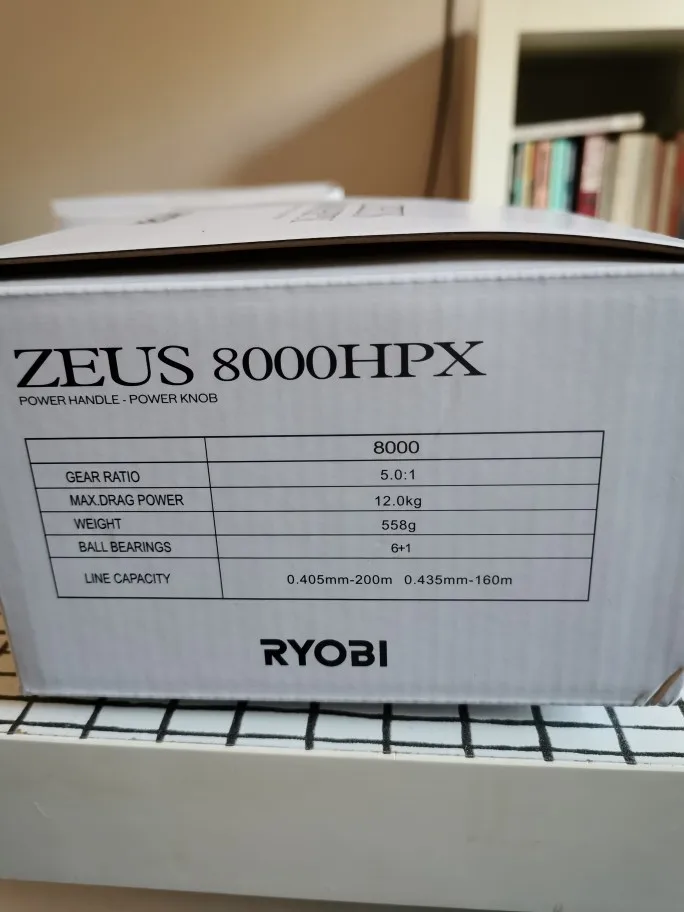 ZEUS 8000HPX
POWER HANDLE - POWER KNOB
8000
GEAR RATIO 5.0:1
MAX.DRAG POWER 12.0kg
WEIGHT 558g
BALL BEARINGS 6+1
LINE CAPACITY 0.405mm-200m 0.435mm-160m
RYOBI